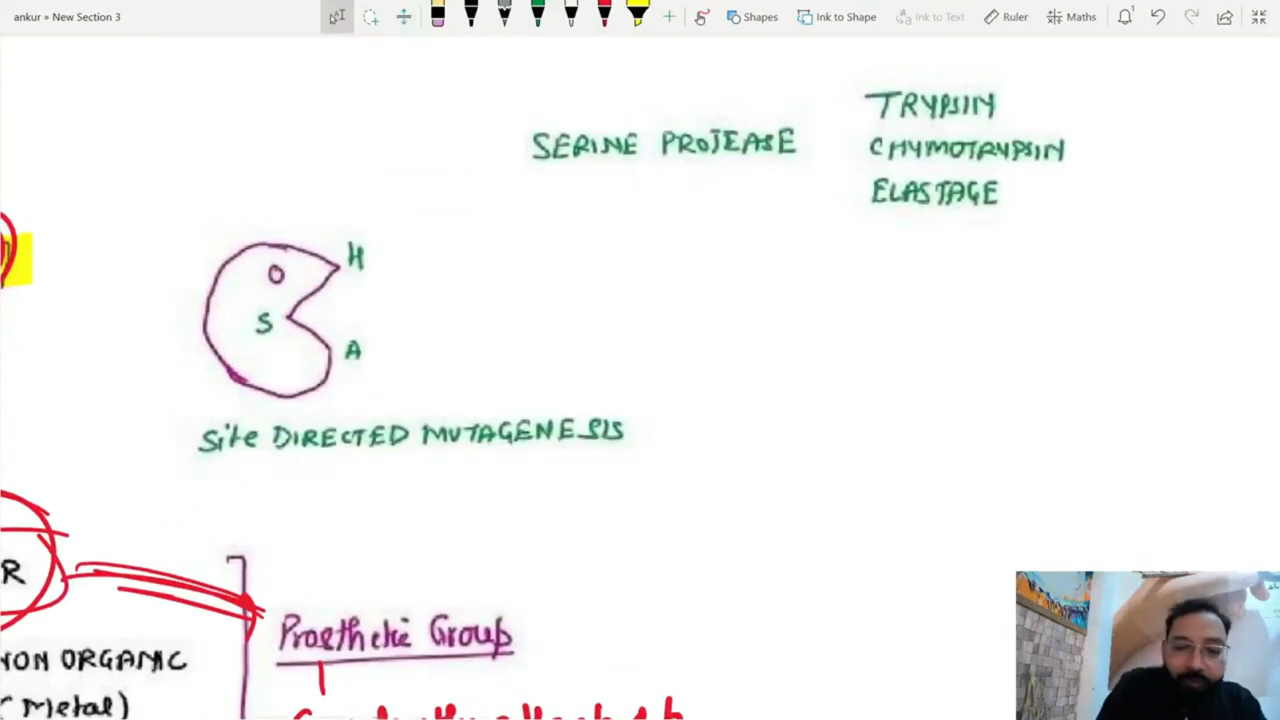 ankur » New Section 3
Shapes
Ink to Shape
Ink to Text
Ruler
Maths
TRYPSIN
SERINE PROTEASE
CHYMOTRYPSIN
ELASTAGE
H
S
A
Site DIRECTED MUTAGENESIS
R
Prosthetic Group
NON ORGANIC
(Metal)